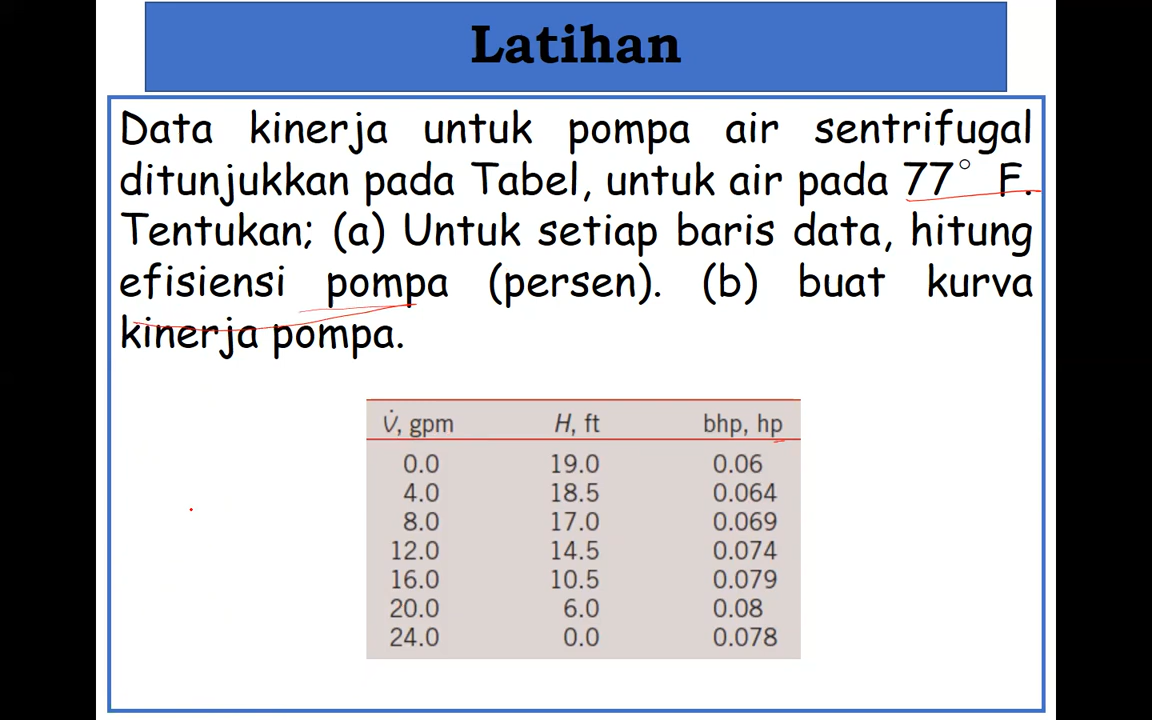 Latihan
Data kinerja untuk pompa air sentrifugal
ditunjukkan pada Tabel, untuk air pada 77° F.
Tentukan; (a) Untuk setiap baris data, hitung
efisiensi pompa (persen). (b) buat kurva
kinerja pompa.
V̇, gpm H, ft bhp, hp
0.0 19.0 0.06
4.0 18.5 0.064
8.0 17.0 0.069
12.0 14.5 0.074
16.0 10.5 0.079
20.0 6.0 0.08
24.0 0.0 0.078